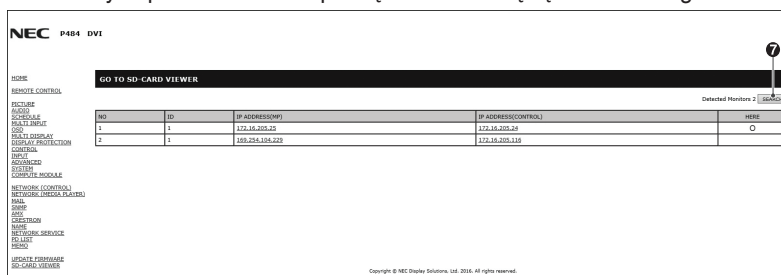 NEC P484 DVI
7
HOME
REMOTE CONTROL
PICTURE
AUDIO
SCHEDULE
MULTI INPUT
OSD
MULTI DISPLAY
DISPLAY PROTECTION
CONTROL
INPUT
ADVANCED
SYSTEM
COMPUTE MODULE
NETWORK (CONTROL)
NETWORK (MEDIA PLAYER)
MAIL
SNMP
AMX
CRESTRON
NAME
NETWORK SERVICE
PD LIST
MEMO
UPDATE FIRMWARE
SD-CARD VIEWER
GO TO SD-CARD VIEWER
Detected Monitors 2 SEARC
NO ID IP ADDRESS(MP) IP ADDRESS(CONTROL) HERE
1 1 172.16.205.25 172.16.205.24 O
2 1 169.254.104.229 172.16.205.116
Copyright © NEC Display Solutions. Ltd. 2016. All rights reserved.